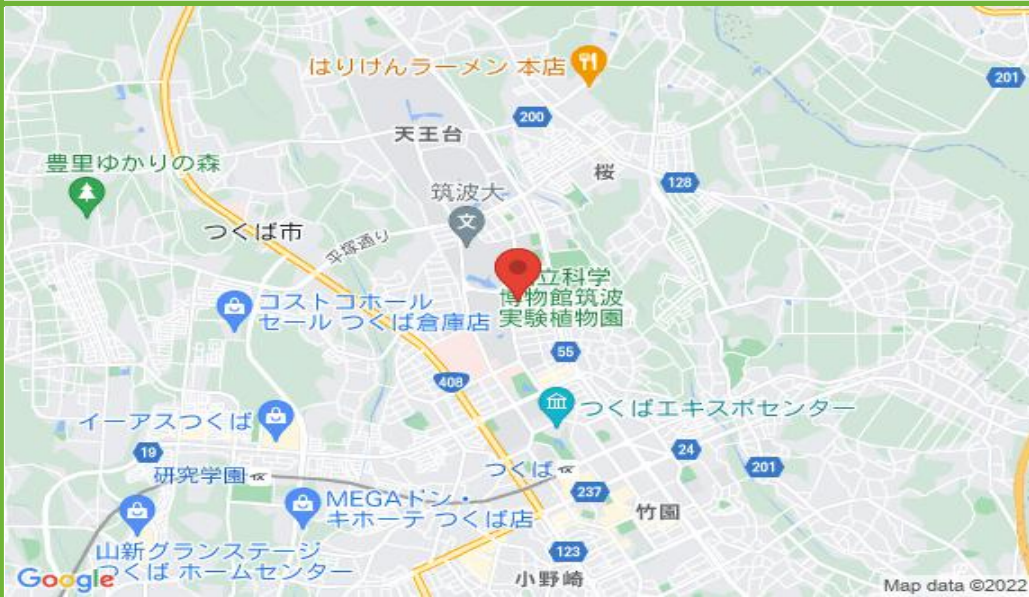 はりけんラーメン 本店
201
200
天王台
豊里ゆかりの森
桜
128
筑波大
文
つくば市
平塚通り
立科学
博物館筑波
実験植物園
コストコホール
セール つくば倉庫店
55
408
つくばエキスポセンター
イーアスつくば
19
24
201
研究学園
つくば
237
MEGAドン・
キホーテ つくば店
竹園
山新グランステージ
つくば ホームセンター
123
小野崎
Google
Map data ©2022